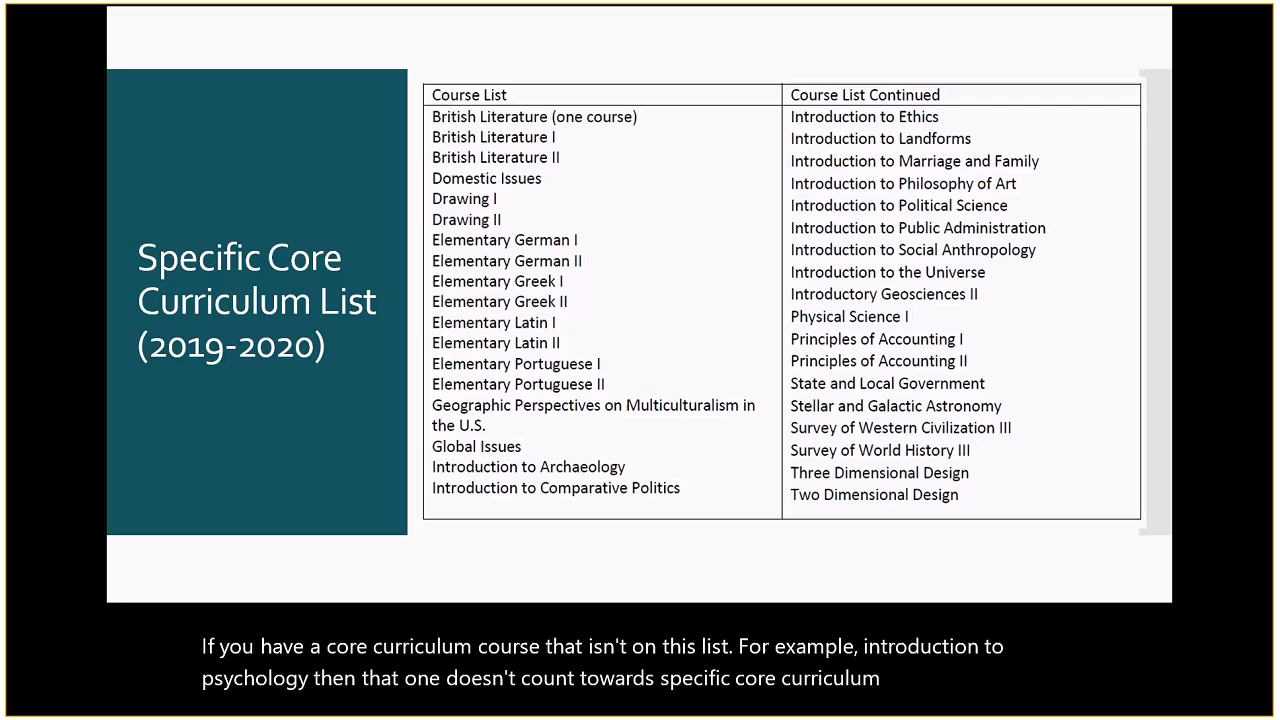 Specific Core
Curriculum List
(2019-2020)
Course List
British Literature (one course)
British Literature I
British Literature II
Domestic Issues
Drawing I
Drawing II
Elementary German I
Elementary German II
Elementary Greek I
Elementary Greek II
Elementary Latin I
Elementary Latin II
Elementary Portuguese I
Elementary Portuguese II
Geographic Perspectives on Multiculturalism in
the U.S.
Global Issues
Introduction to Archaeology
Introduction to Comparative Politics
Course List Continued
Introduction to Ethics
Introduction to Landforms
Introduction to Marriage and Family
Introduction to Philosophy of Art
Introduction to Political Science
Introduction to Public Administration
Introduction to Social Anthropology
Introduction to the Universe
Introductory Geosciences II
Physical Science I
Principles of Accounting I
Principles of Accounting II
State and Local Government
Stellar and Galactic Astronomy
Survey of Western Civilization III
Survey of World History III
Three Dimensional Design
Two Dimensional Design
If you have a core curriculum course that isn't on this list. For example, introduction to
psychology then that one doesn't count towards specific core curriculum